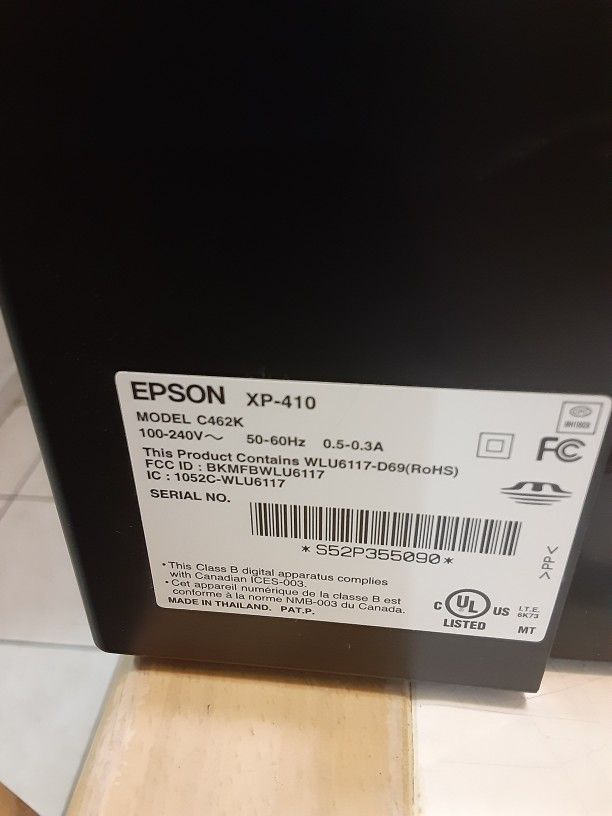 EPSON XP-410
MODEL C462K
100-240V~ 50-60Hz 0.5-0.3A
This Product Contains WLU6117-D69(RoHS)
FCC ID : BKMFBWLU6117
IC : 1052C-WLU6117
SERIAL NO.
*S52P355090*
• This Class B digital apparatus complies
with Canadian ICES-003.
• Cet appareil numérique de la classe B est
conforme à la norme NMB-003 du Canada.
MADE IN THAILAND. PAT.P.
FC
>PP<
C UL US
LISTED
I.T.E.
6K73
MT